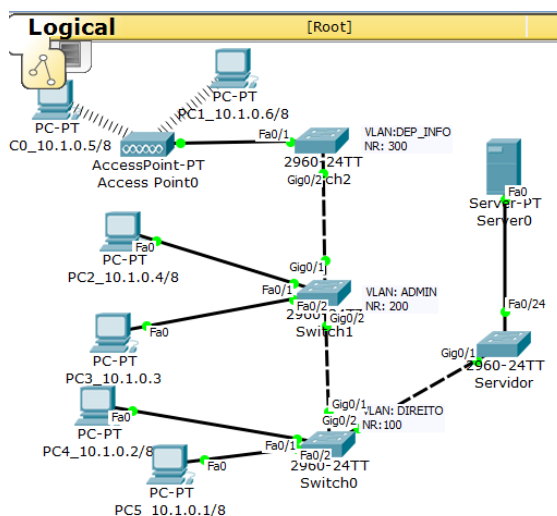 Logical
[Root]
PC-PT
PC1_10.1.0.6/8
PC-PT
C0_10.1.0.5/8
Fa0/1
VLAN:DEP_INFO
NR: 300
AccessPoint-PT
Access Point0
2960-24TT
ch2
Gig0/2
Fa0
Server-PT
Server0
Fa0
PC-PT
PC2_10.1.0.4/8
Gig0/1
Fa0/1
Fa0/2
VLAN: ADMIN
NR: 200
2960-24TT
Gig0/2
Switch1
Fa0/24
Fa0
PC-PT
PC3_10.1.0.3
Gig0/1
2960-24TT
Servidor
Fa0
PC-PT
PC4_10.1.0.2/8
Gig0/1
Gig0/2
VLAN: DIREITO
NR:100
Fa0/1
Fa0/2
2960-24TT
Switch0
Fa0
PC-PT
PC5_10.1.0.1/8